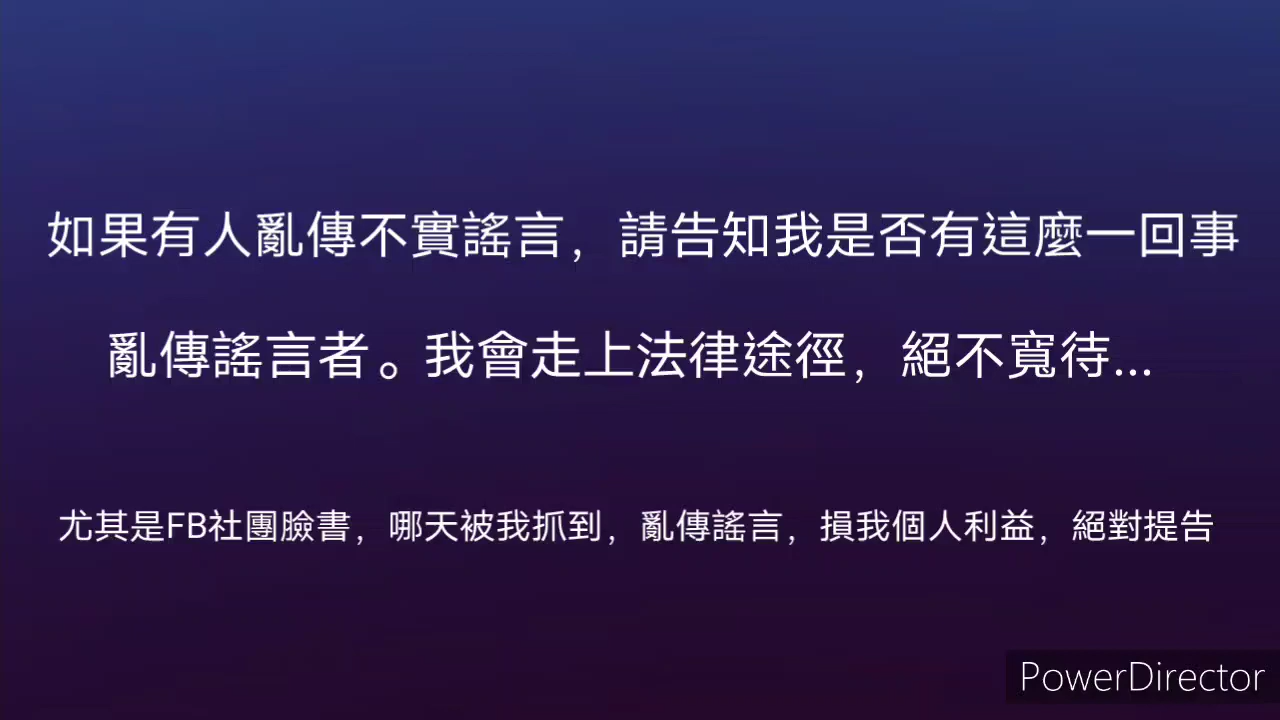 如果有人亂傳不實謠言，請告知我是否有這麼一回事
亂傳謠言者。我會走上法律途徑，絕不寬待...
尤其是FB社團臉書，哪天被我抓到，亂傳謠言，損我個人利益，絕對提告
PowerDirector